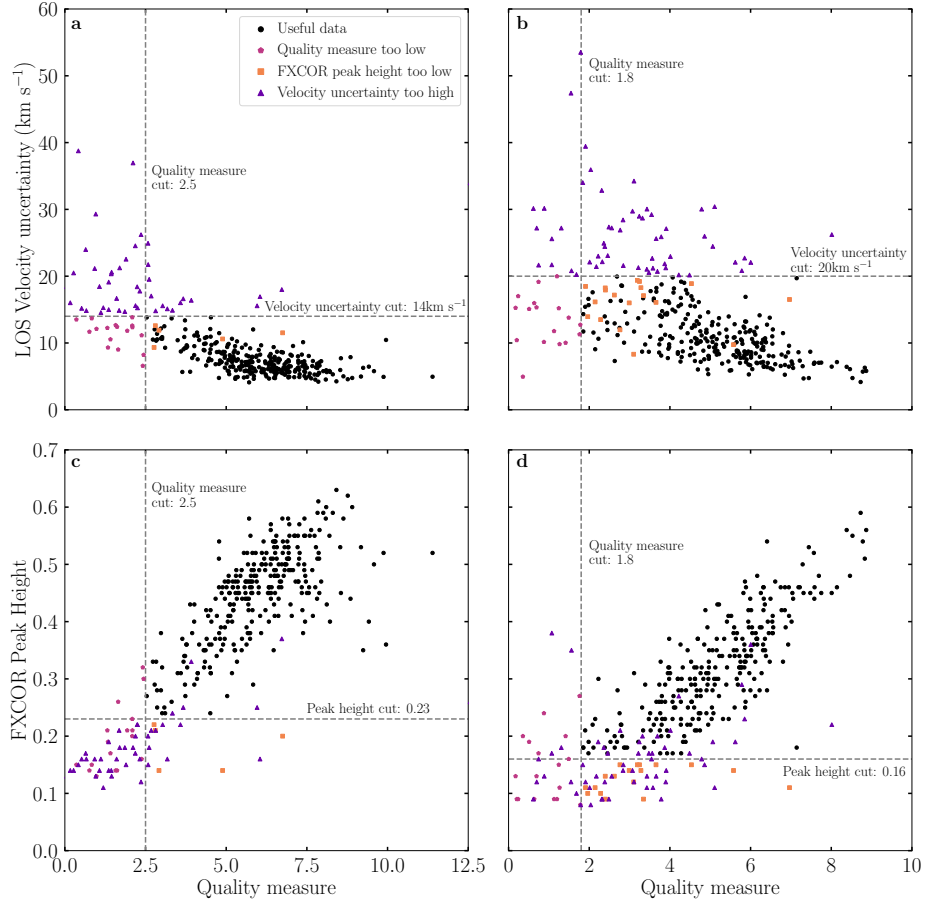 a
Useful data
Quality measure too low
FXCOR peak height too low
Velocity uncertainty too high
Quality measure
cut: 2.5
Velocity uncertainty cut: 14km s⁻¹
LOS Velocity uncertainty (km s⁻¹)
60
50
40
30
20
10
0
0.0 2.5 5.0 7.5 10.0 12.5
b
Quality measure
cut: 1.8
Velocity uncertainty
cut: 20km s⁻¹
c
Quality measure
cut: 2.5
Peak height cut: 0.23
FXCOR Peak Height
0.7
0.6
0.5
0.4
0.3
0.2
0.1
0.0
Quality measure
d
Quality measure
cut: 1.8
Peak height cut: 0.16
0 2 4 6 8 10
Quality measure